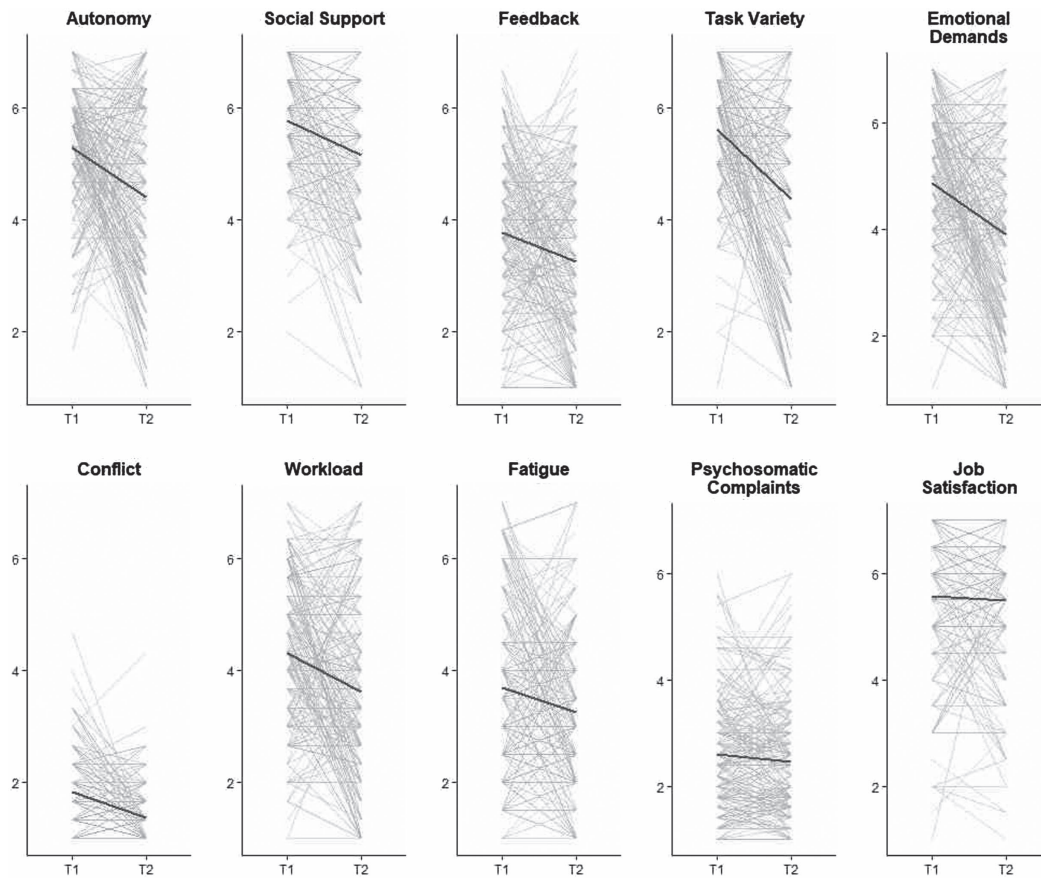 Autonomy
Social Support
Feedback
Task Variety
Emotional
Demands
6
4
2
T1 T2
6
4
2
T1 T2
6
4
2
T1 T2
6
4
2
T1 T2
6
4
2
T1 T2
Conflict
Workload
Fatigue
Psychosomatic
Complaints
Job
Satisfaction
6
4
2
T1 T2
6
4
2
T1 T2
6
4
2
T1 T2
6
4
2
T1 T2
6
4
2
T1 T2